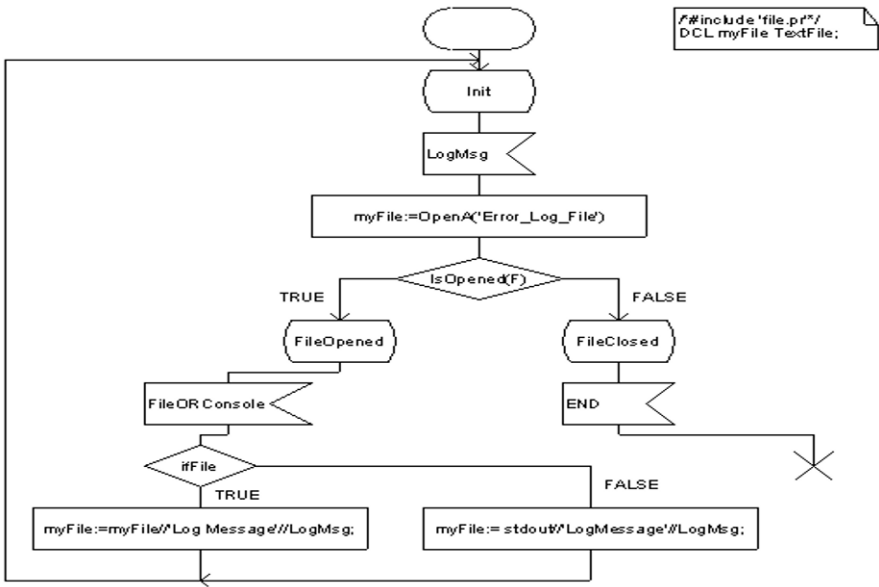 /*#include 'file.pr'*/
DCL myFile TextFile;
Init
LogMsg
myFile:=OpenA('Error_Log_File')
IsOpened(F)
TRUE
FALSE
FileOpened
FileClosed
FileORConsole
END
ifFile
TRUE
FALSE
myFile:=myFile//'Log Message'//LogMsg;
myFile:= stdout//'LogMessage'//LogMsg;